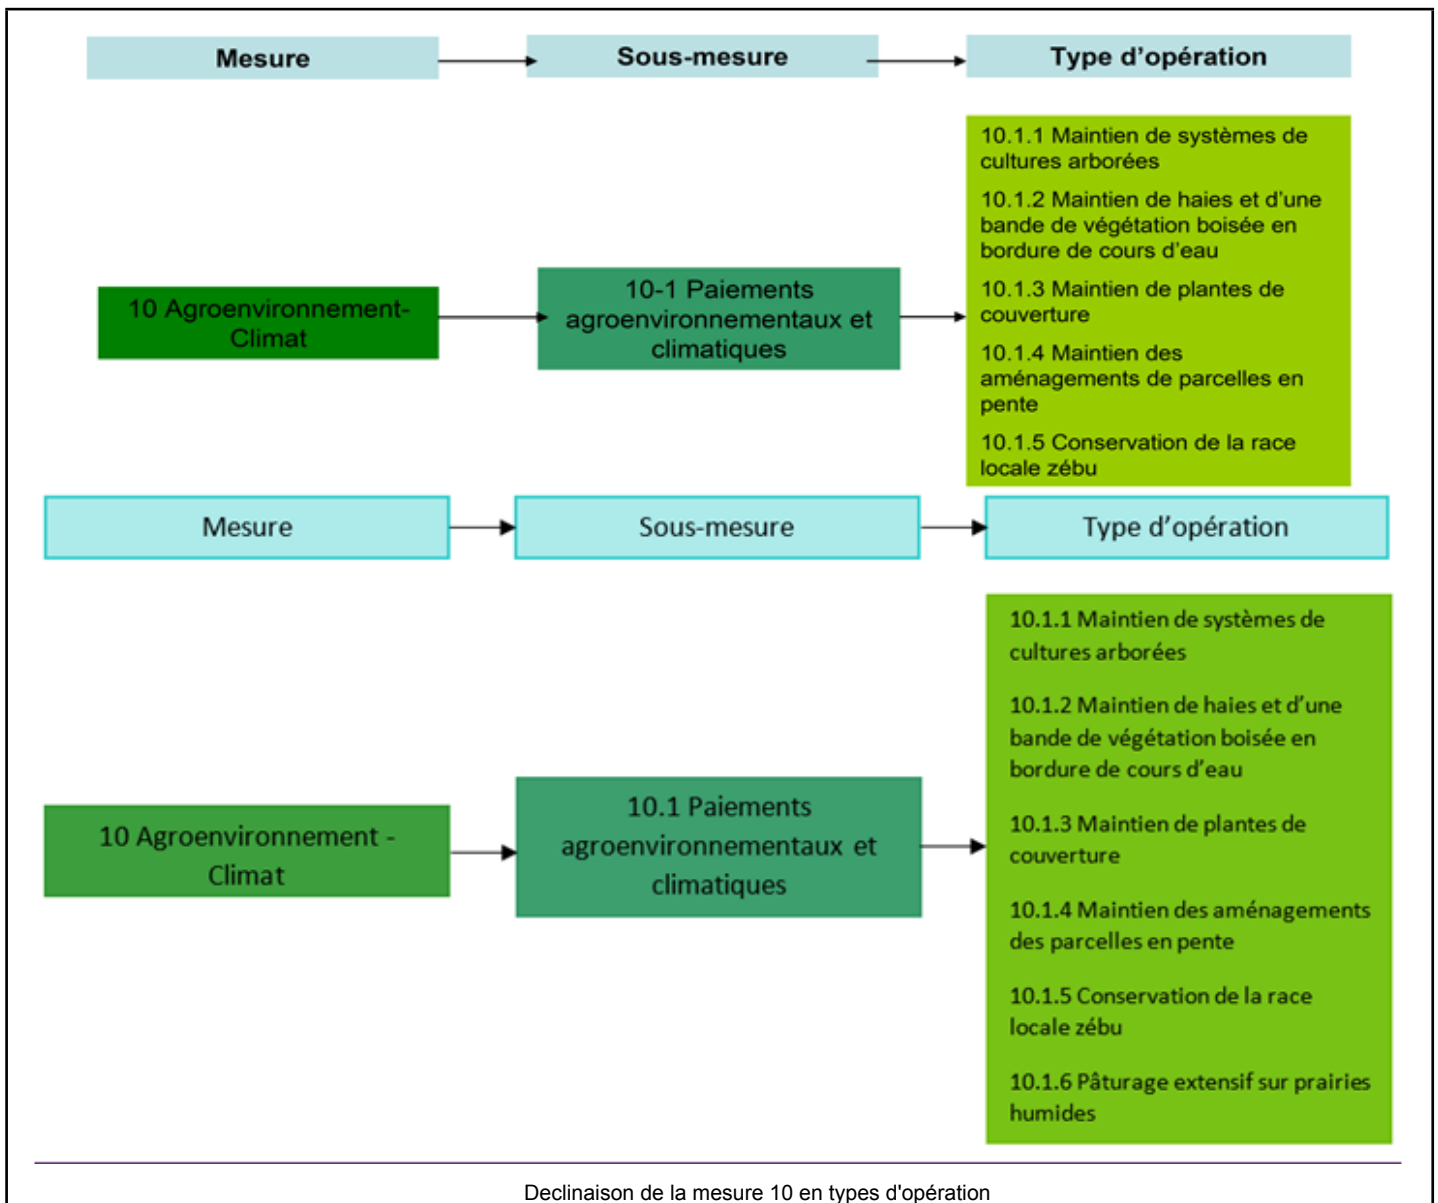 Mesure
Sous-mesure
Type d'opération
10 Agroenvironnement-
Climat
10-1 Paiements
agroenvironnementaux et
climatiques
10.1.1 Maintien de systèmes de
cultures arborées
10.1.2 Maintien de haies et d'une
bande de végétation boisée en
bordure de cours d'eau
10.1.3 Maintien de plantes de
couverture
10.1.4 Maintien des
aménagements de parcelles en
pente
10.1.5 Conservation de la race
locale zébu
Mesure
Sous-mesure
Type d'opération
10 Agroenvironnement -
Climat
10.1 Paiements
agroenvironnementaux et
climatiques
10.1.1 Maintien de systèmes de
cultures arborées
10.1.2 Maintien de haies et d'une
bande de végétation boisée en
bordure de cours d'eau
10.1.3 Maintien de plantes de
couverture
10.1.4 Maintien des aménagements
des parcelles en pente
10.1.5 Conservation de la race
locale zébu
10.1.6 Pâturage extensif sur prairies
humides
Declinaison de la mesure 10 en types d'opération